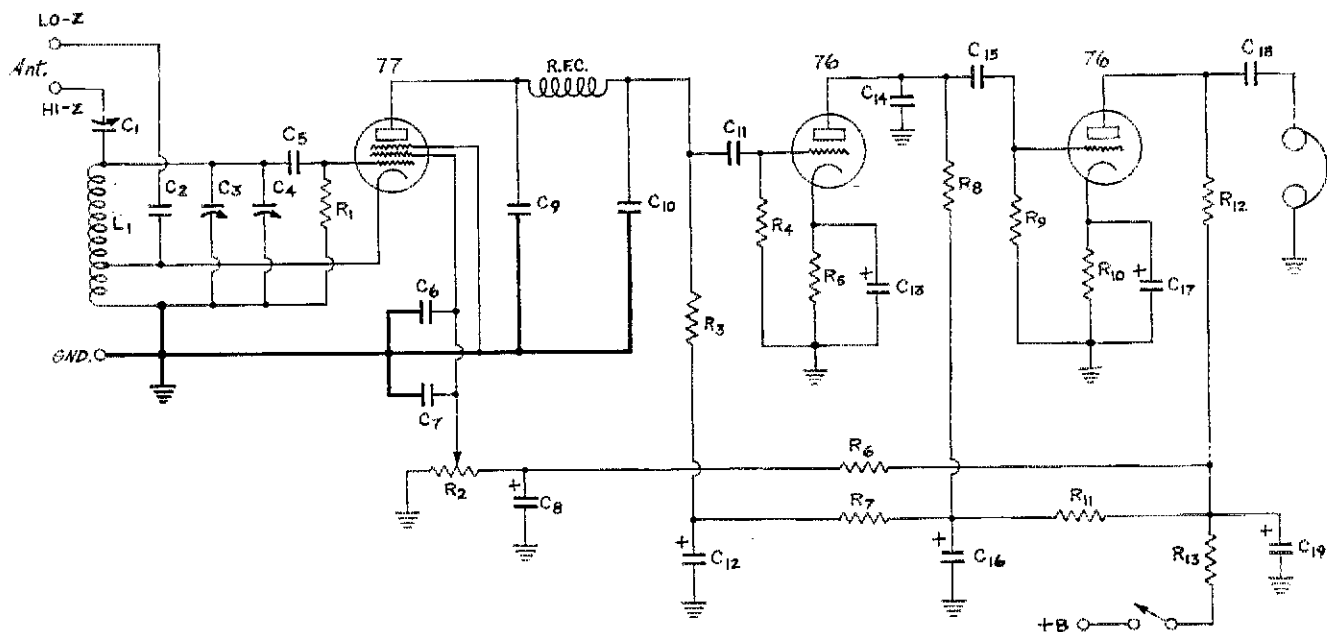 LO-Z
Ant.
HI-Z
C1
L1
C2
C3
C4
C5
R1
77
R.F.C.
C9
C10
C6
C7
GND.
R2
C8
C11
76
R4
R5
C13
R3
C14
C15
R8
R9
76
R10
C17
C18
R12
R6
R7
R11
+
C12
+
C16
R13
+
C19
+
+
+
+B